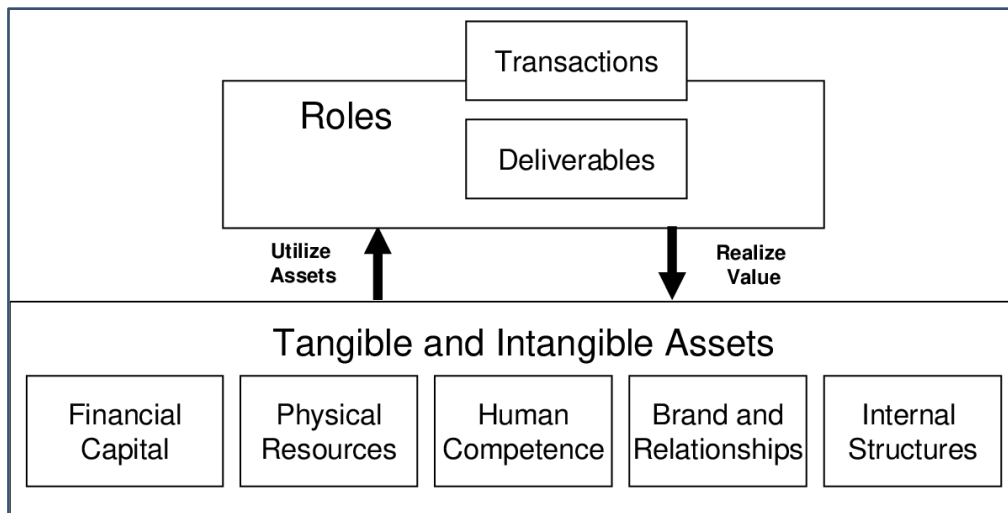 Transactions
Roles
Deliverables
Utilize
Assets
Realize
Value
Tangible and Intangible Assets
Financial
Capital
Physical
Resources
Human
Competence
Brand and
Relationships
Internal
Structures